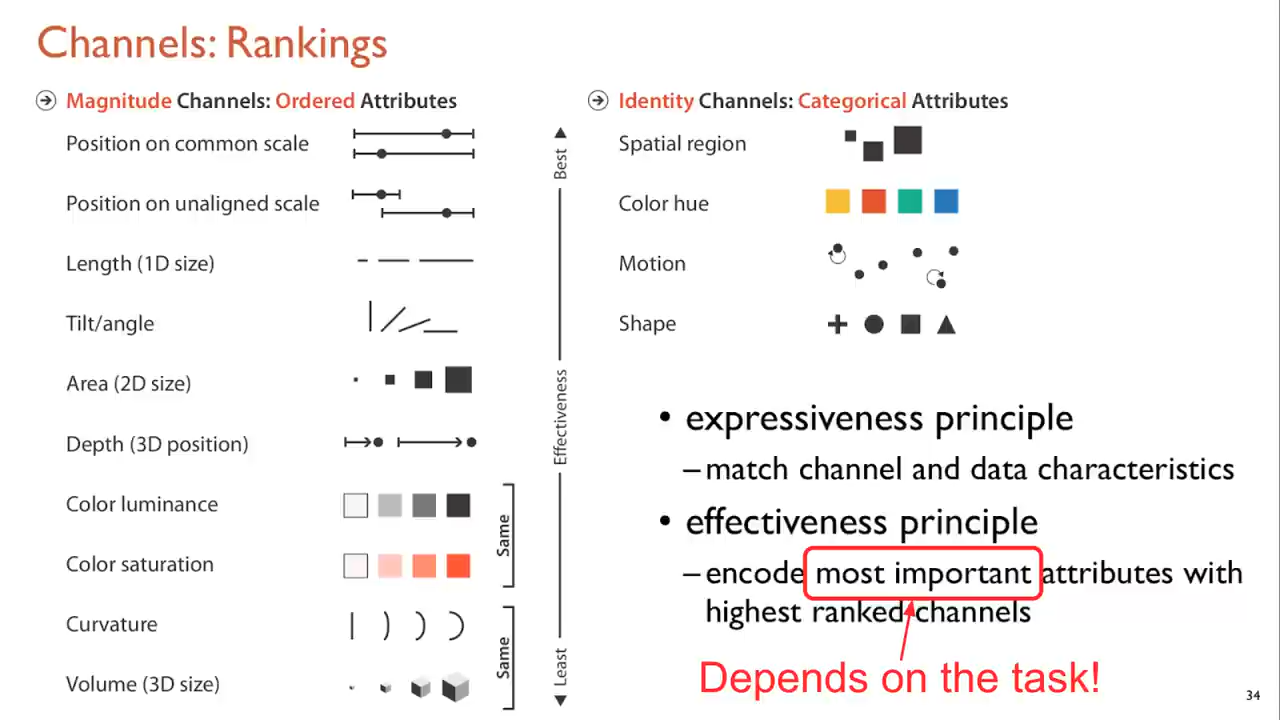 Channels: Rankings
Magnitude Channels: Ordered Attributes
Position on common scale
Position on unaligned scale
Length (1D size)
Tilt/angle
Area (2D size)
Depth (3D position)
Color luminance
Color saturation
Same
Curvature
Volume (3D size)
Same
Best
Effectiveness
Least
Identity Channels: Categorical Attributes
Spatial region
Color hue
Motion
Shape
• expressiveness principle
– match channel and data characteristics
• effectiveness principle
– encode most important attributes with
highest ranked channels
Depends on the task!
34